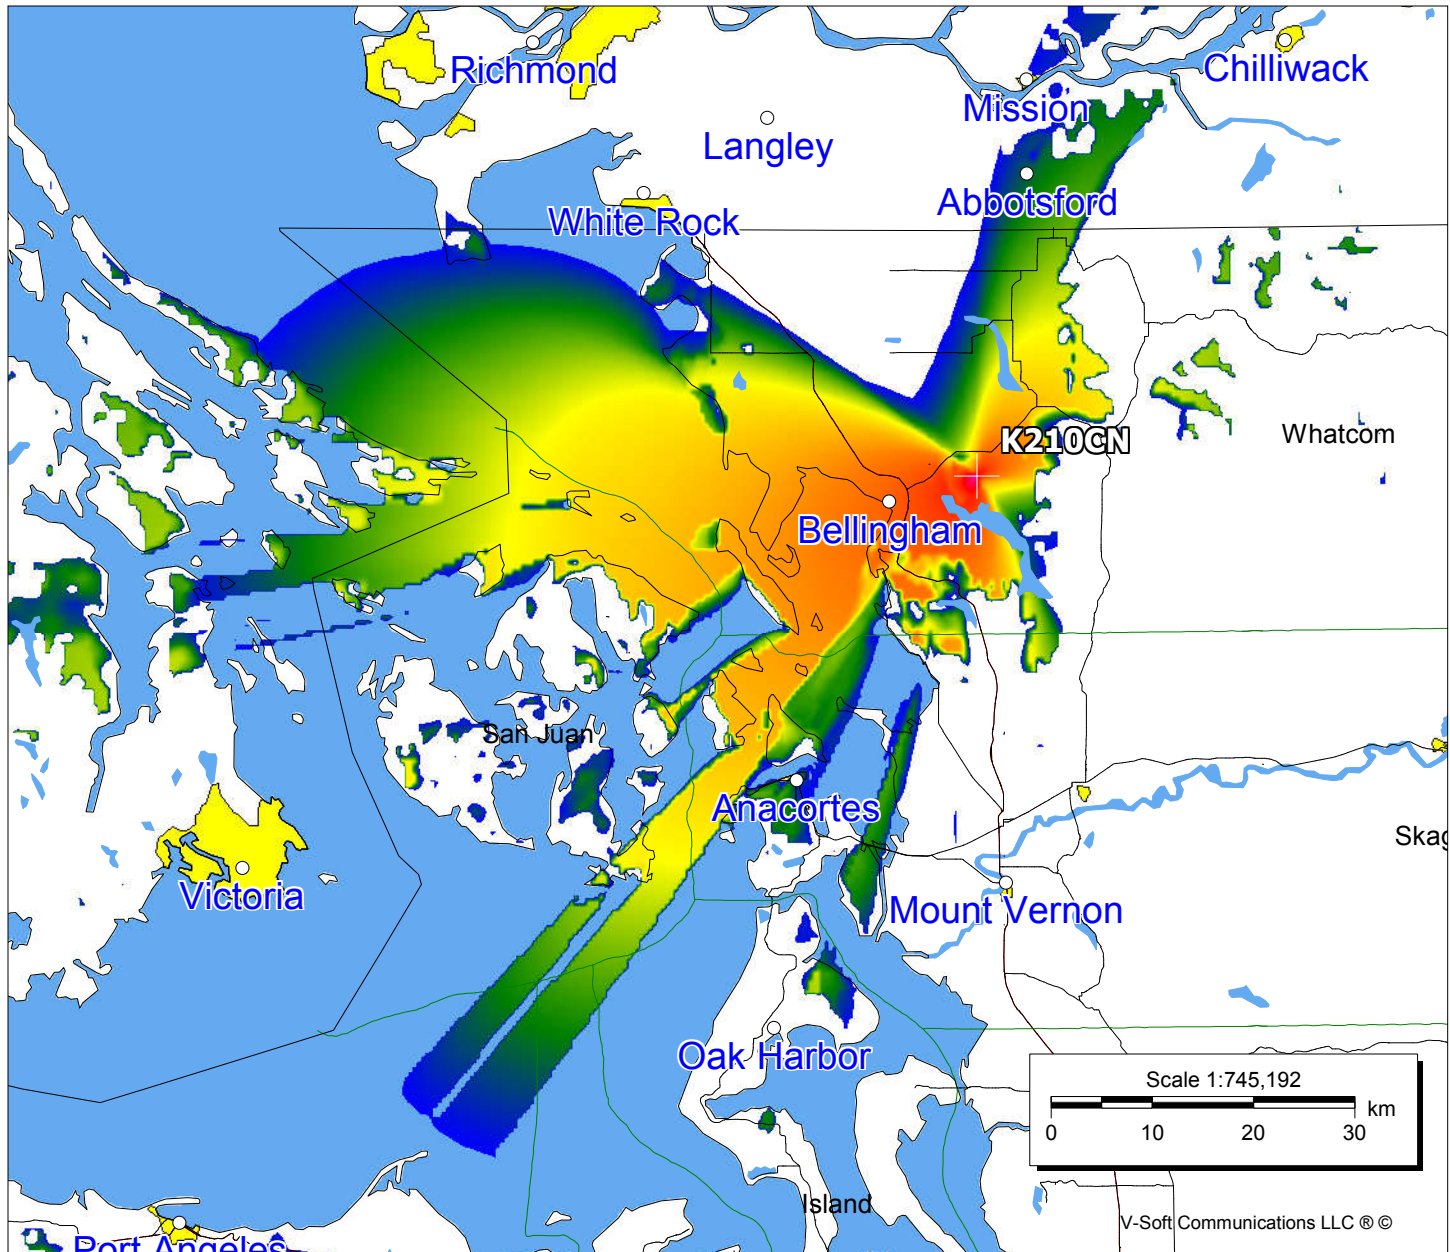 Richmond
Chilliwack
Mission
Langley
Abbotsford
White Rock
K210CN
Whatcom
Bellingham
San Juan
Anacortes
Skag
Victoria
Mount Vernon
Oak Harbor
Scale 1:745,192
km
0 10 20 30
Island
V-Soft Communications LLC ® ©
Port Angeles